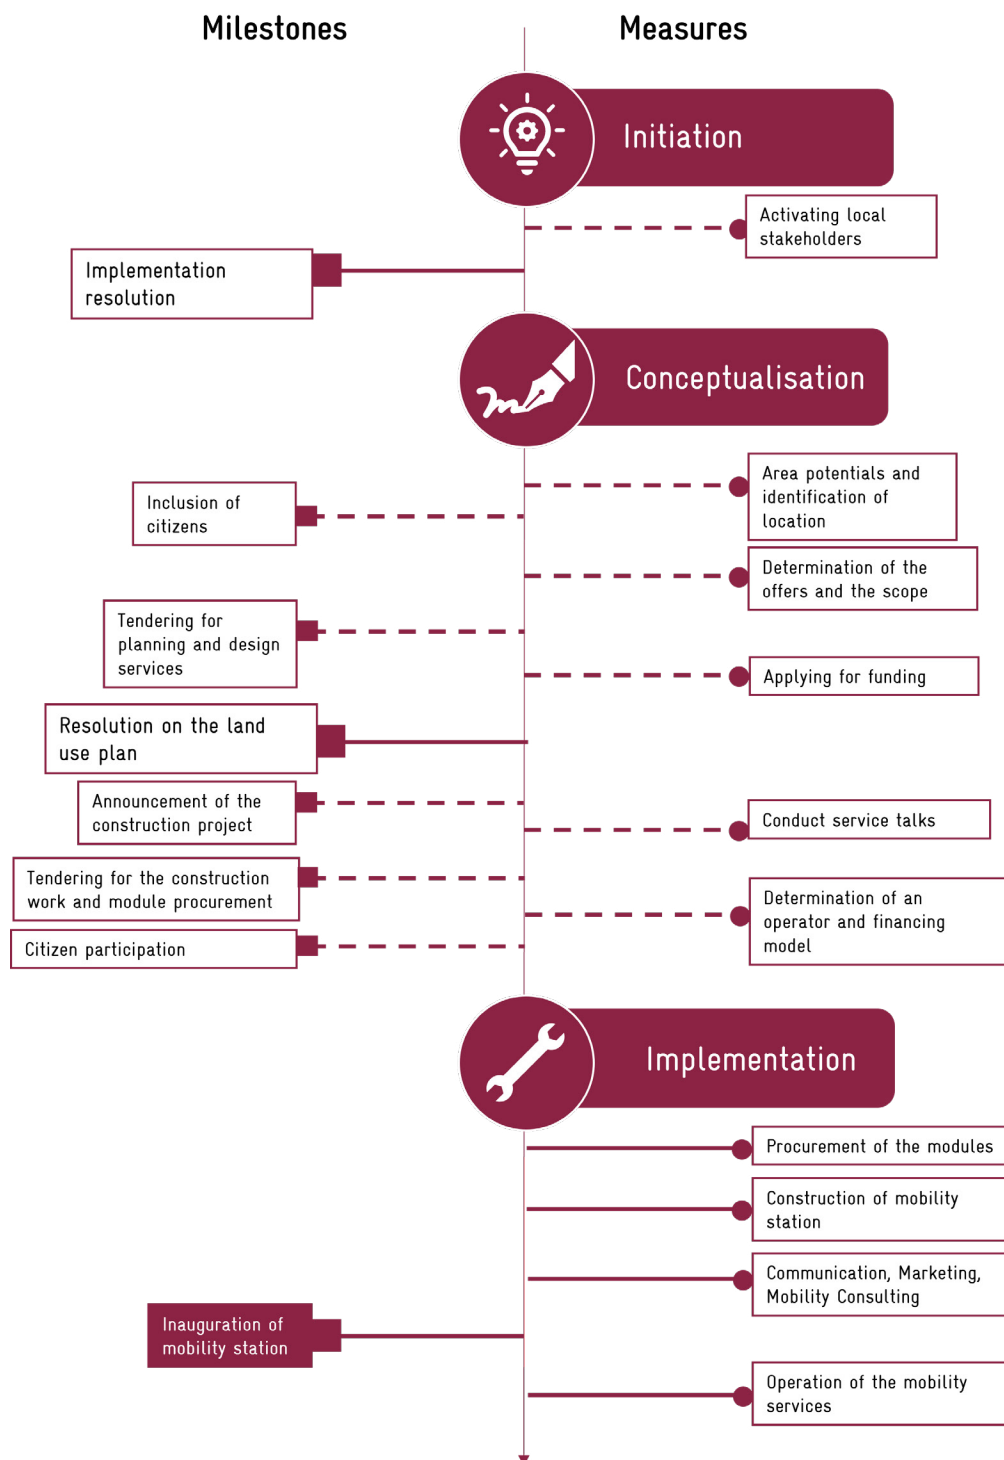 Milestones
Measures
Initiation
Activating local
stakeholders
Implementation
resolution
Conceptualisation
Area potentials and
identification of
location
Inclusion of
citizens
Determination of the
offers and the scope
Tendering for
planning and design
services
Applying for funding
Resolution on the land
use plan
Announcement of the
construction project
Conduct service talks
Tendering for the construction
work and module procurement
Determination of an
operator and financing
model
Citizen participation
Implementation
Procurement of the modules
Construction of mobility
station
Communication, Marketing,
Mobility Consulting
Inauguration of
mobility station
Operation of the mobility
services